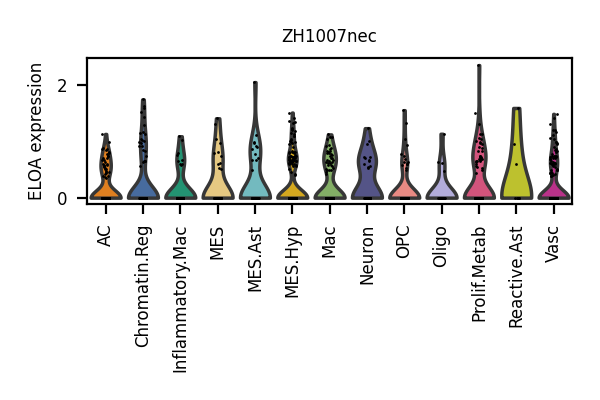 ZH1007nec
ELOA expression
2
0
AC
Chromatin.Reg
Inflammatory.Mac
MES
MES.Ast
MES.Hyp
Mac
Neuron
OPC
Oligo
Prolif.Metab
Reactive.Ast
Vasc